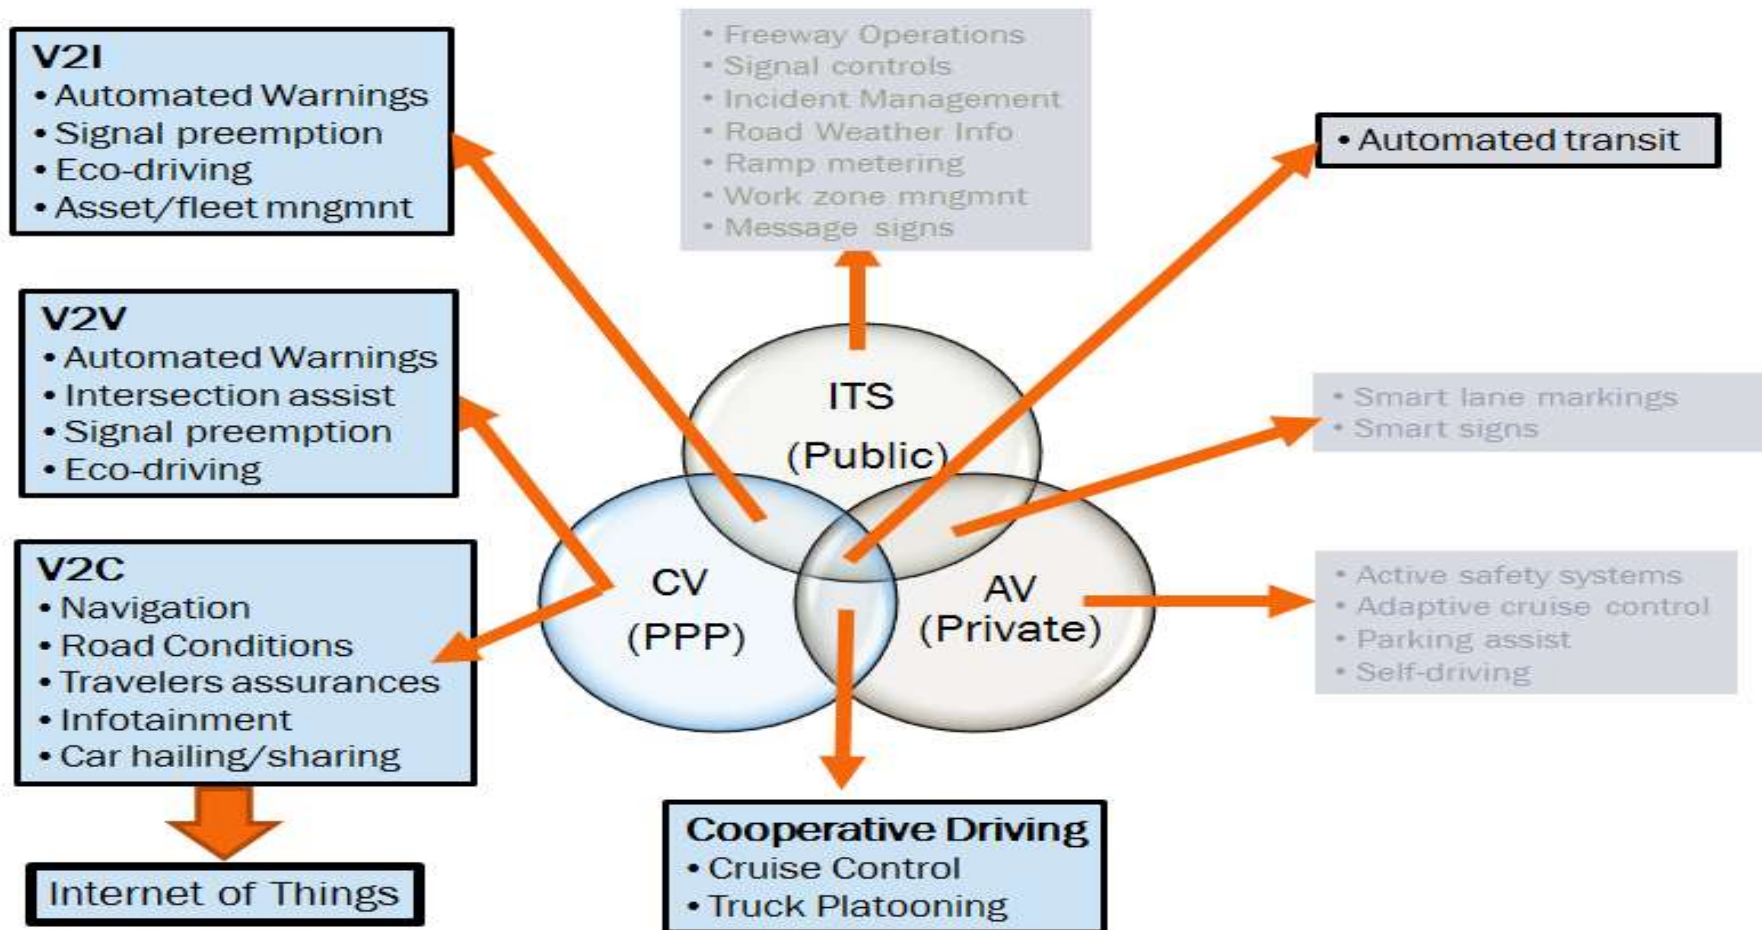 V2I
• Automated Warnings
• Signal preemption
• Eco-driving
• Asset/fleet mngmnt
• Freeway Operations
• Signal controls
• Incident Management
• Road Weather Info
• Ramp metering
• Work zone mngmnt
• Message signs
• Automated transit
V2V
• Automated Warnings
• Intersection assist
• Signal preemption
• Eco-driving
ITS
(Public)
• Smart lane markings
• Smart signs
V2C
• Navigation
• Road Conditions
• Travelers assurances
• Infotainment
• Car hailing/sharing
CV
(PPP)
AV
(Private)
• Active safety systems
• Adaptive cruise control
• Parking assist
• Self-driving
Internet of Things
Cooperative Driving
• Cruise Control
• Truck Platooning